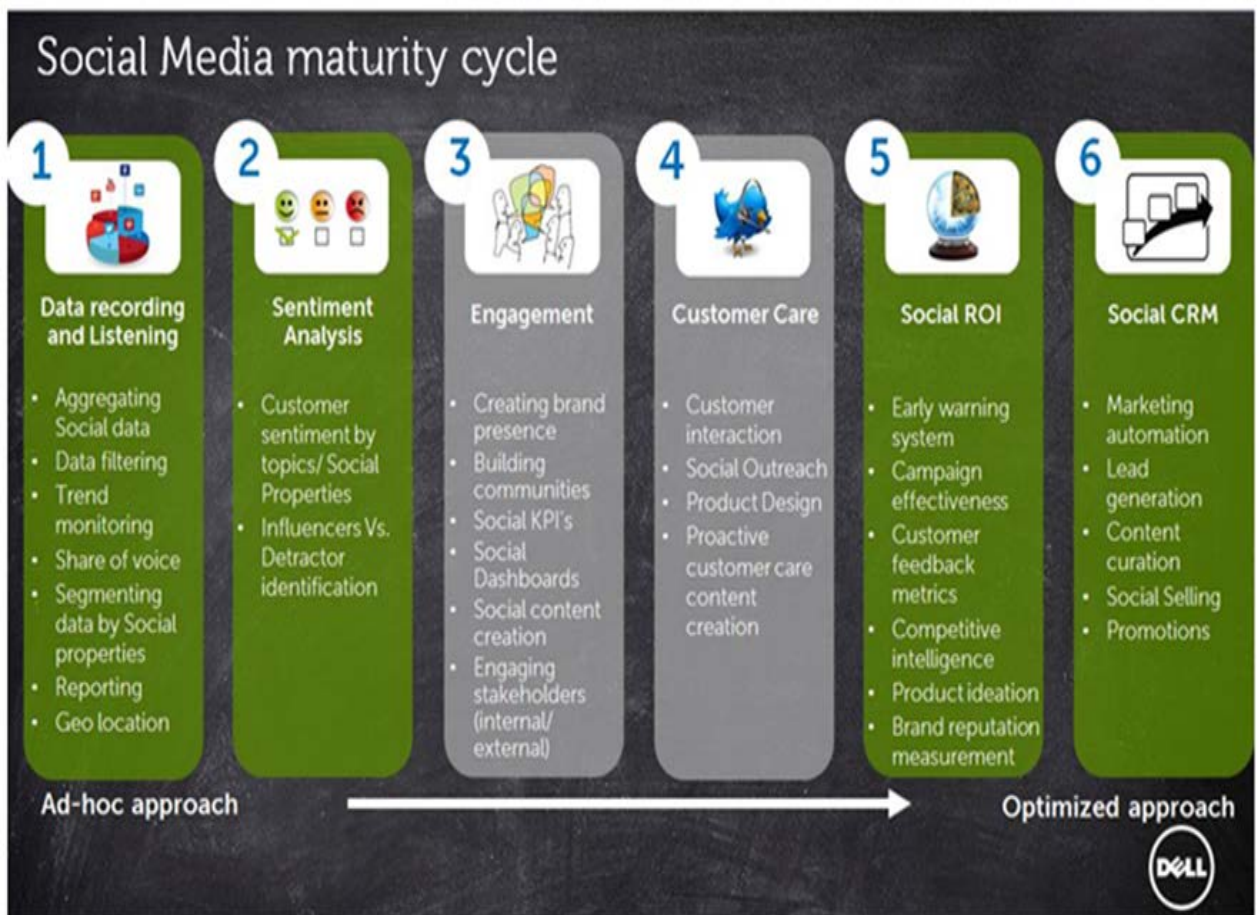 Social Media maturity cycle
1
Data recording
and Listening
• Aggregating
Social data
• Data filtering
• Trend
monitoring
• Share of voice
• Segmenting
data by Social
properties
• Reporting
• Geo location
2
Sentiment
Analysis
• Customer
sentiment by
topics/ Social
Properties
• Influencers Vs.
Detractor
identification
3
Engagement
• Creating brand
presence
• Building
communities
• Social KPI's
• Social
Dashboards
• Social content
creation
• Engaging
stakeholders
(internal/
external)
4
Customer Care
• Customer
interaction
• Social Outreach
• Product Design
• Proactive
customer care
content
creation
5
Social ROI
• Early warning
system
• Campaign
effectiveness
• Customer
feedback
metrics
• Competitive
intelligence
• Product ideation
• Brand reputation
measurement
6
Social CRM
• Marketing
automation
• Lead
generation
• Content
curation
• Social Selling
• Promotions
Ad-hoc approach
Optimized approach
DELL